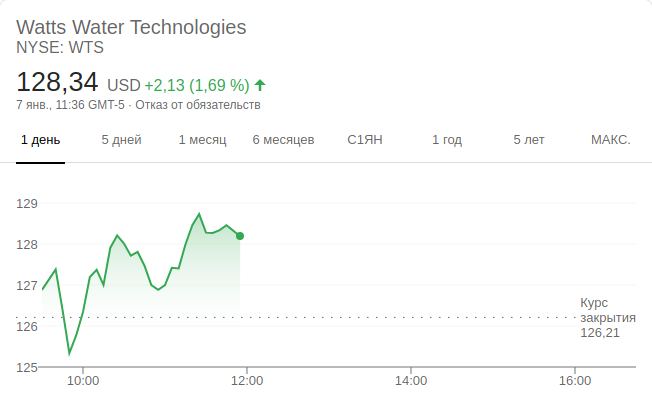 Watts Water Technologies
NYSE: WTS
128,34 USD +2,13 (1,69 %)
7 янв., 11:36 GMT-5 · Отказ от обязательств
1 день 5 дней 1 месяц 6 месяцев С1ЯН 1 год 5 лет МАКС.
129
128
127
126
125
Курс
закрытия
126,21
10:00 12:00 14:00 16:00